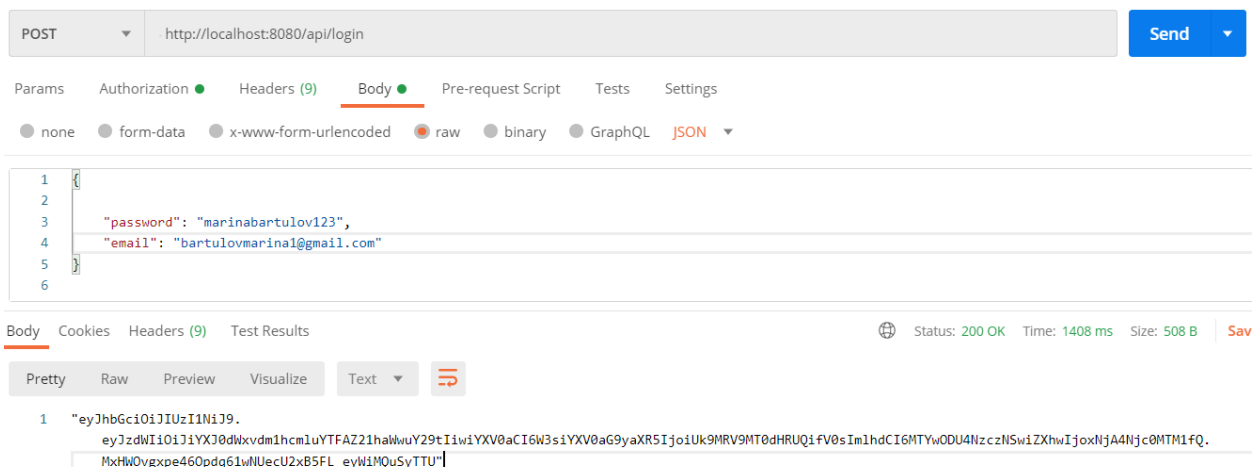 POST http://localhost:8080/api/login Send
Params Authorization Headers (9) Body Pre-request Script Tests Settings
none form-data x-www-form-urlencoded raw binary GraphQL JSON
1 {
2
3 "password": "marinabartulov123",
4 "email": "bartulovmarina1@gmail.com"
5 }
6
Body Cookies Headers (9) Test Results Status: 200 OK Time: 1408 ms Size: 508 B Sav
Pretty Raw Preview Visualize Text
1 "eyJhbGciOiJIUzI1NiJ9.
eyJzdWIiOiJiYXJ0dWxvdm1hcmluYTFAZ21haWwuY29tIiwiYXV0aCI6W3siYXV0aG9yaXR5IjoiUk9MRV9MT0dHRUQifV0sImlhdCI6MTYwODU4NzczNSwiZXhwIjoxNjA4Njc0MTM1fQ.
MxHWOvgxpe46Opdq61wNUecU2xB5FL_eyWiMQuSyTTU"